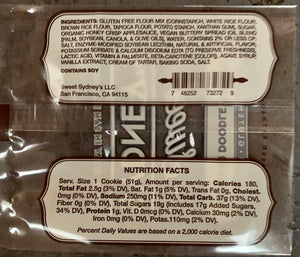 INGREDIENTS: GLUTEN FREE FLOUR MIX [CORNSTARCH, WHITE RICE FLOUR,
BROWN RICE FLOUR, TAPIOCA FLOUR, POTATO STARCH, XANTHAN GUM], SUGAR,
ORGANIC HONEY CRISP APPLESAUCE, VEGAN BUTTERY SPREAD [OIL BLEND
(PALM, SOYBEAN, CANOLA, & OLIVE OILS), WATER, CONTAINS 2% OR LESS OF
SALT, ENZYME-MODIFIED SOYBEAN LECITHIN, NATURAL & ARTIFICIAL FLAVOR,
POTASSIUM SORBATE & CALCIUM DISODIUM EDTA (TO PRESERVE FRESHNESS),
LACTIC ACID, VITAMIN A PALMITATE, BETA-CAROTENE (COLOR)], AGAVE SYRUP,
VANILLA EXTRACT, CREAM OF TARTAR, BAKING SODA, SALT.
CONTAINS SOY
Sweet Sydney's LLC
San Francisco, CA 94115
7 48252 73272 9
DOODLE
NUTRITION FACTS
Serv. Size 1 Cookie (51g), Amount per serving: Calories 180,
Total Fat 2.5g (3% DV), Sat. Fat 1g (5% DV), Trans Fat 0g, Cholest.
0mg (0% DV), Sodium 250mg (11% DV), Total Carb. 37g (13% DV),
Fiber 0g (0% DV), Total Sugars 19g (Includes 17g Added Sugars,
34% DV), Protein 1g, Vit. D 0mcg (0% DV), Calcium 30mg (2% DV),
Iron 0mg (0% DV), Potas. 110mg (2% DV).
Percent Daily Values are based on a 2,000 calorie diet.